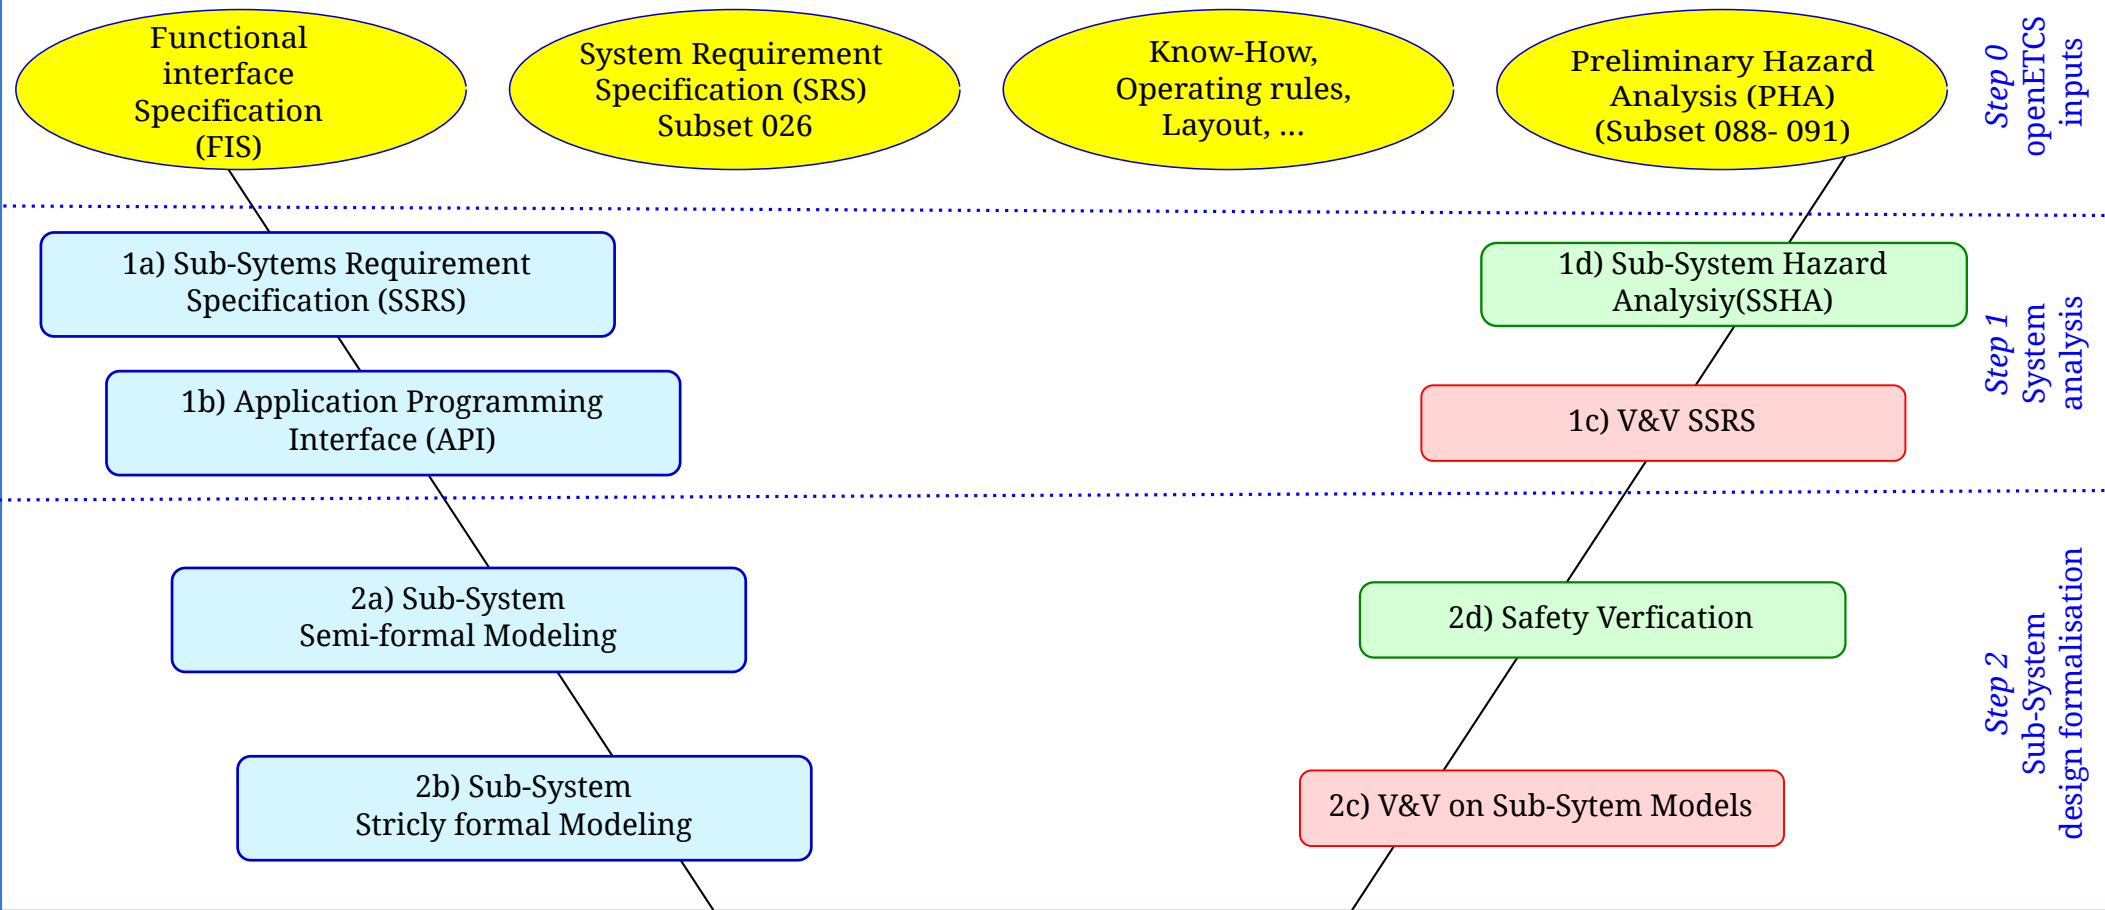 Functional
interface
Specification
(FIS)
System Requirement
Specification (SRS)
Subset 026
Know-How,
Operating rules,
Layout, ...
Preliminary Hazard
Analysis (PHA)
(Subset 088- 091)
Step 0
openETCS
inputs
1a) Sub-Sytems Requirement
Specification (SSRS)
1d) Sub-System Hazard
Analysiy(SSHA)
1b) Application Programming
Interface (API)
1c) V&V SSRS
Step 1
System
analysis
2a) Sub-System
Semi-formal Modeling
2d) Safety Verfication
2b) Sub-System
Stricly formal Modeling
2c) V&V on Sub-Sytem Models
Step 2
Sub-System
design formalisation